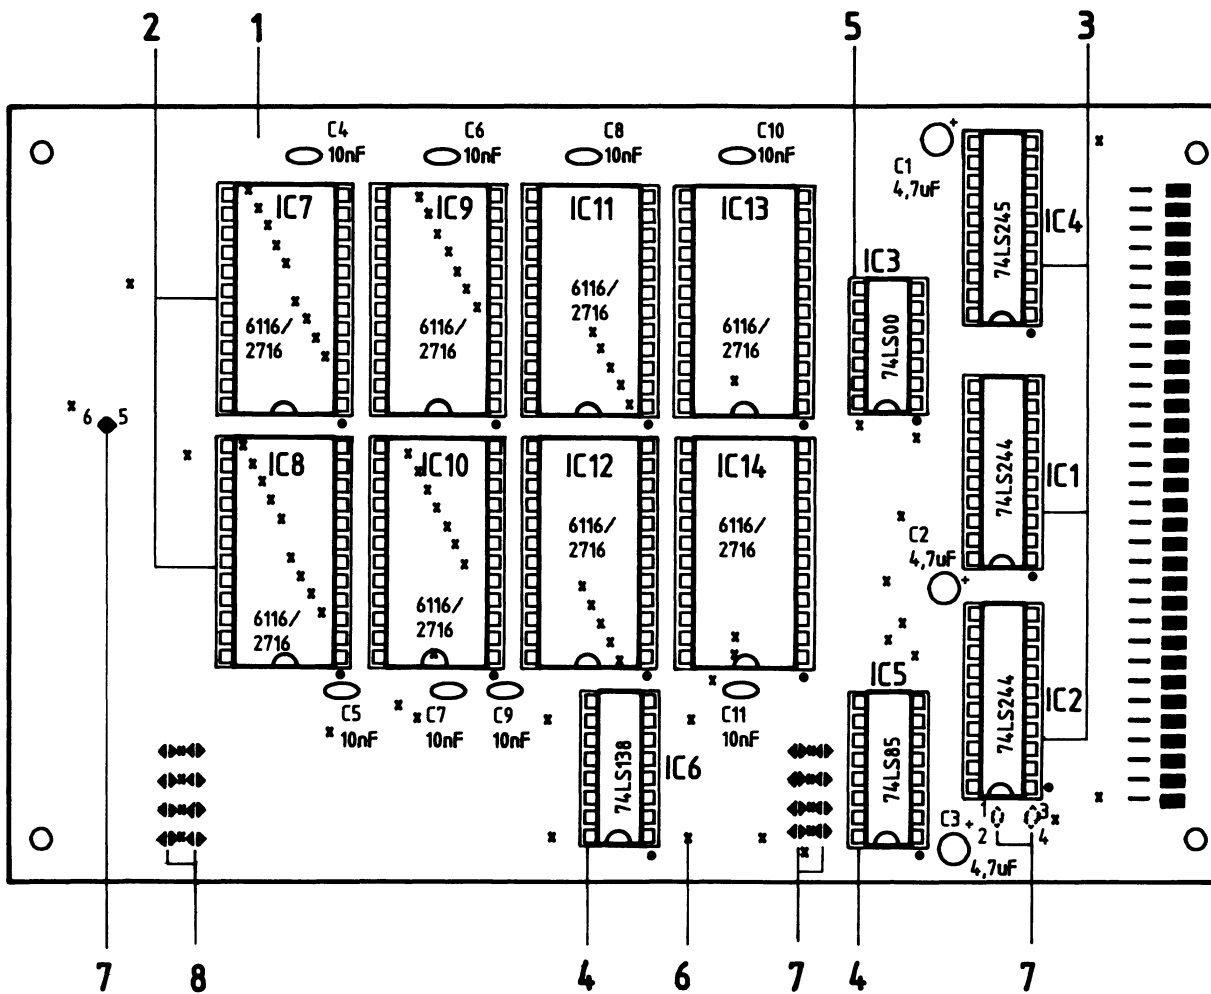 2 1 5 3
C4 C6 C8 C10
10nF 10nF 10nF 10nF
+
C1
4,7uF
IC7 IC9 IC11 IC13
74LS245
IC4
IC3
6116/ 6116/ 6116/ 6116/
2716 2716 2716 2716
74LS00
6 5
IC8 IC10 IC12 IC14
74LS244
IC1
6116/ 6116/
2716 2716
C2
4,7uF
+
6116/ 6116/
2716 2716
IC5
74LS244
IC2
C5 C7 C9 C11
10nF 10nF 10nF 10nF
74LS138
IC6
74LS85
1 3
C3 + 2 4
4,7uF
7 8 4 6 7 4 7